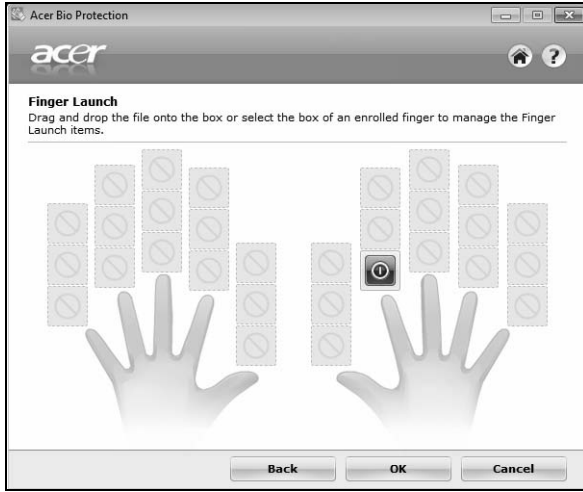 Acer Bio Protection
acer
?
Finger Launch
Drag and drop the file onto the box or select the box of an enrolled finger to manage the Finger
Launch items.
Back OK Cancel